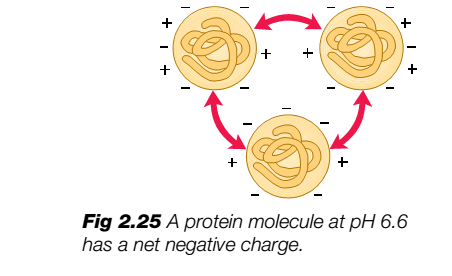 Fig 2.25 A protein molecule at pH 6.6
has a net negative charge.